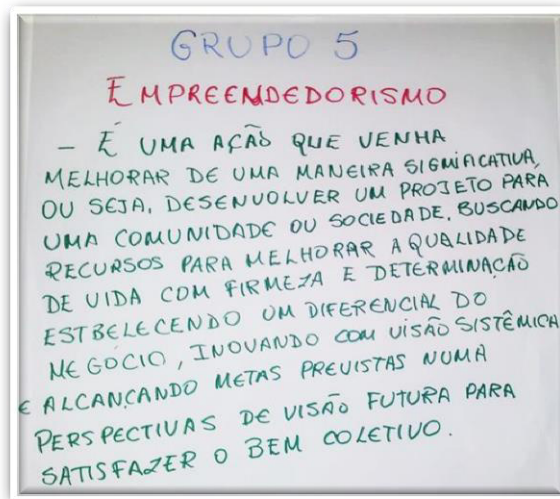 GRUPO 5
EMPREENDEDORISMO
- É UMA AÇÃO QUE VENHA
MELHORAR DE UMA MANEIRA SIGNIFICATIVA,
OU SEJA, DESENVOLVER UM PROJETO PARA
UMA COMUNIDADE OU SOCIEDADE, BUSCANDO
RECURSOS PARA MELHORAR A QUALIDADE
DE VIDA COM FIRMEZA E DETERMINAÇÃO
ESTBELECENDO UM DIFERENCIAL DO
NEGÓCIO, INOVANDO COM VISÃO SISTÊMICA
E ALCANÇANDO METAS PREVISTAS NUMA
PERSPECTIVAS DE VISÃO FUTURA PARA
SATISFAZER O BEM COLETIVO.